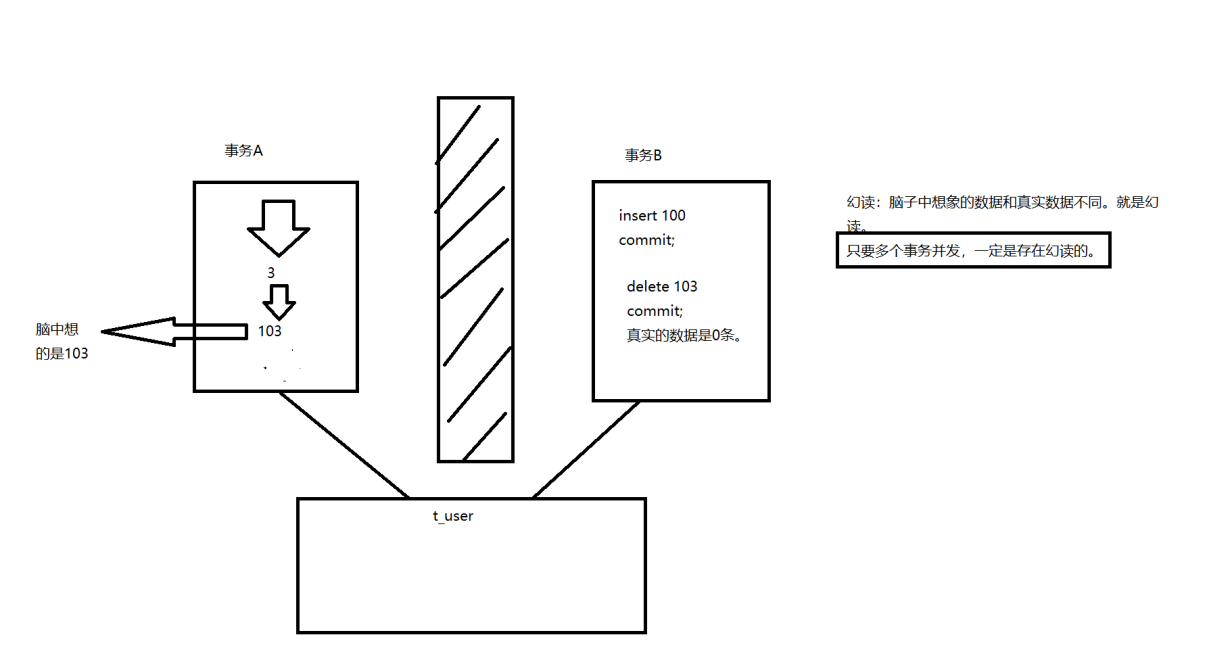 事务A
3
103
脑中想
的是103
事务B
insert 100
commit;
delete 103
commit;
真实的数据是0条。
幻读：脑子中想象的数据和真实数据不同。就是幻
读。
只要多个事务并发，一定是存在幻读的。
t_user